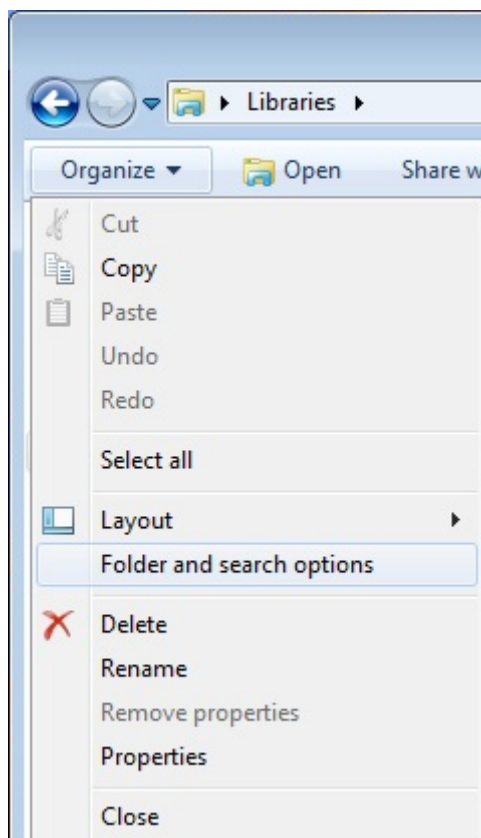 Libraries
Organize Open Share w
Cut
Copy
Paste
Undo
Redo
Select all
Layout
Folder and search options
Delete
Rename
Remove properties
Properties
Close